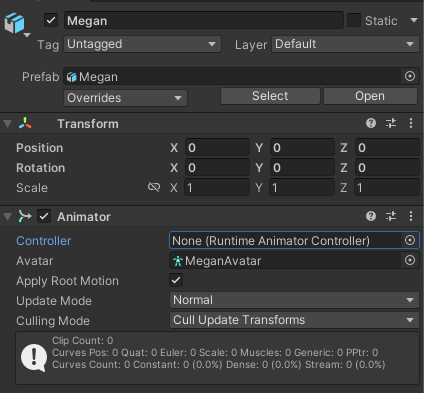 Megan Static
Tag Untagged Layer Default
Prefab Megan
Overrides Select Open
Transform
Position X 0 Y 0 Z 0
Rotation X 0 Y 0 Z 0
Scale X 1 Y 1 Z 1
Animator
Controller None (Runtime Animator Controller)
Avatar MeganAvatar
Apply Root Motion
Update Mode Normal
Culling Mode Cull Update Transforms
Clip Count: 0
Curves Pos: 0 Quat: 0 Euler: 0 Scale: 0 Muscles: 0 Generic: 0 PPtr: 0
Curves Count: 0 Constant: 0 (0.0%) Dense: 0 (0.0%) Stream: 0 (0.0%)